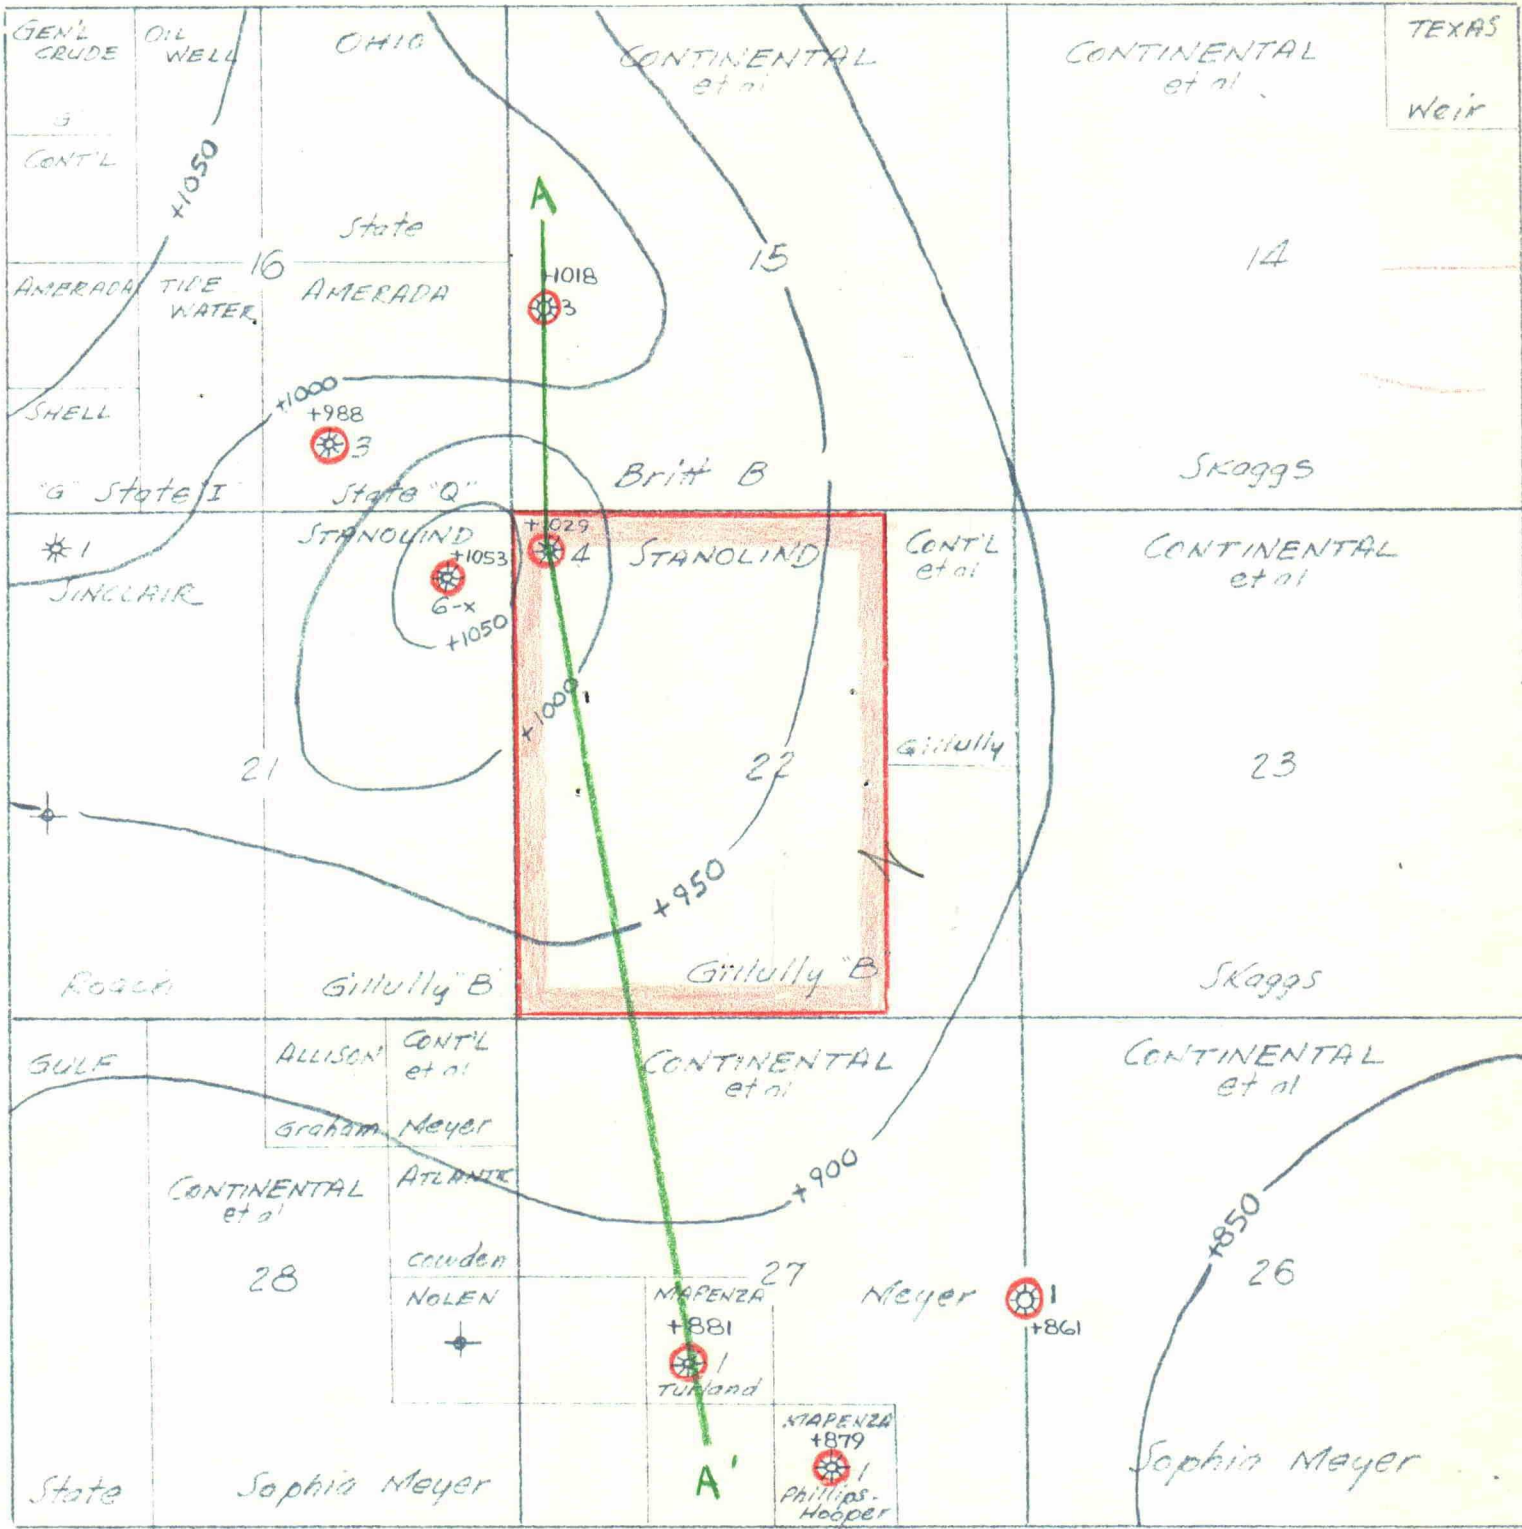 GEN'L
CRUDE
OIL
WELL
OHIO
CONTINENTAL
et al
CONTINENTAL
et al
TEXAS
Weir
CONT'L
+1050
A
State
16
15
14
AMERADA
TIDE
WATER
AMERADA
+1018
3
SHELL
+1000
+988
3
"G" State "I"
State "Q"
Britt B
Skaggs
1
SINCLAIR
STANOLIND
+1053
6-x
+1050
+1029
4
STANOLIND
CONT'L
et al
CONTINENTAL
et al
+1000
21
22
Gillully
23
+950
N
Roach
Gillully "B"
Gillully "B"
Skaggs
GULF
ALLISON
CONT'L
et al
CONTINENTAL
et al
CONTINENTAL
et al
Graham
Meyer
CONTINENTAL
et al
ATLANTIC
+900
+850
Cowden
28
27
26
NOLEN
MAPENZA
+881
1
Turland
Meyer
1
+861
MAPENZA
+879
1
Phillips-
Hooper
A'
State
Sophia Meyer
Sophia Meyer